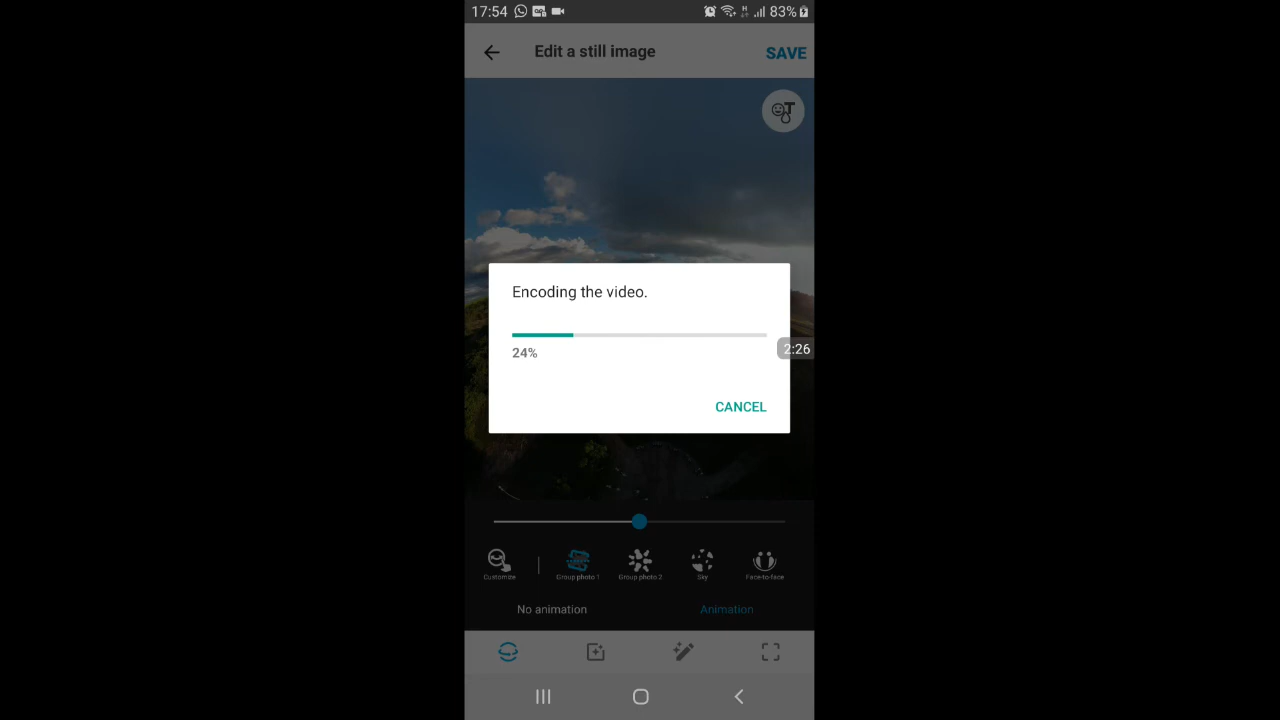 17:54 83%
Edit a still image SAVE
T
Encoding the video.
24%
2:26
CANCEL
Customize Group photo 1 Group photo 2 Sky Face-to-face
No animation Animation